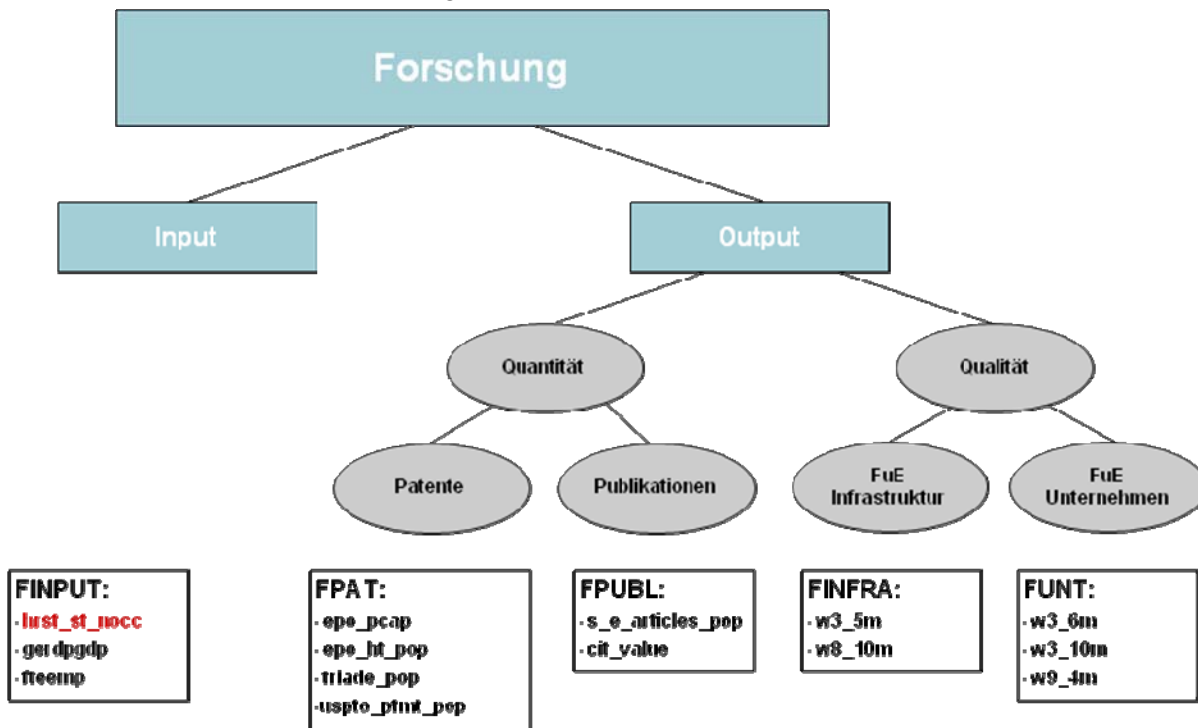 Forschung
Input
Output
Quantität
Qualität
Patente
Publikationen
FuE
Infrastruktur
FuE
Unternehmen
FINPUT:
-hrst_st_nocc
-gerdpgdp
-fteemp
FPAT:
-epo_pcap
-epo_ht_pop
-triade_pop
-uspto_ptmt_pop
FPUBL:
-s_e_articles_pop
-cit_value
FINFRA:
-w3_5m
-w8_10m
FUNT:
-w3_6m
-w3_10m
-w9_4m